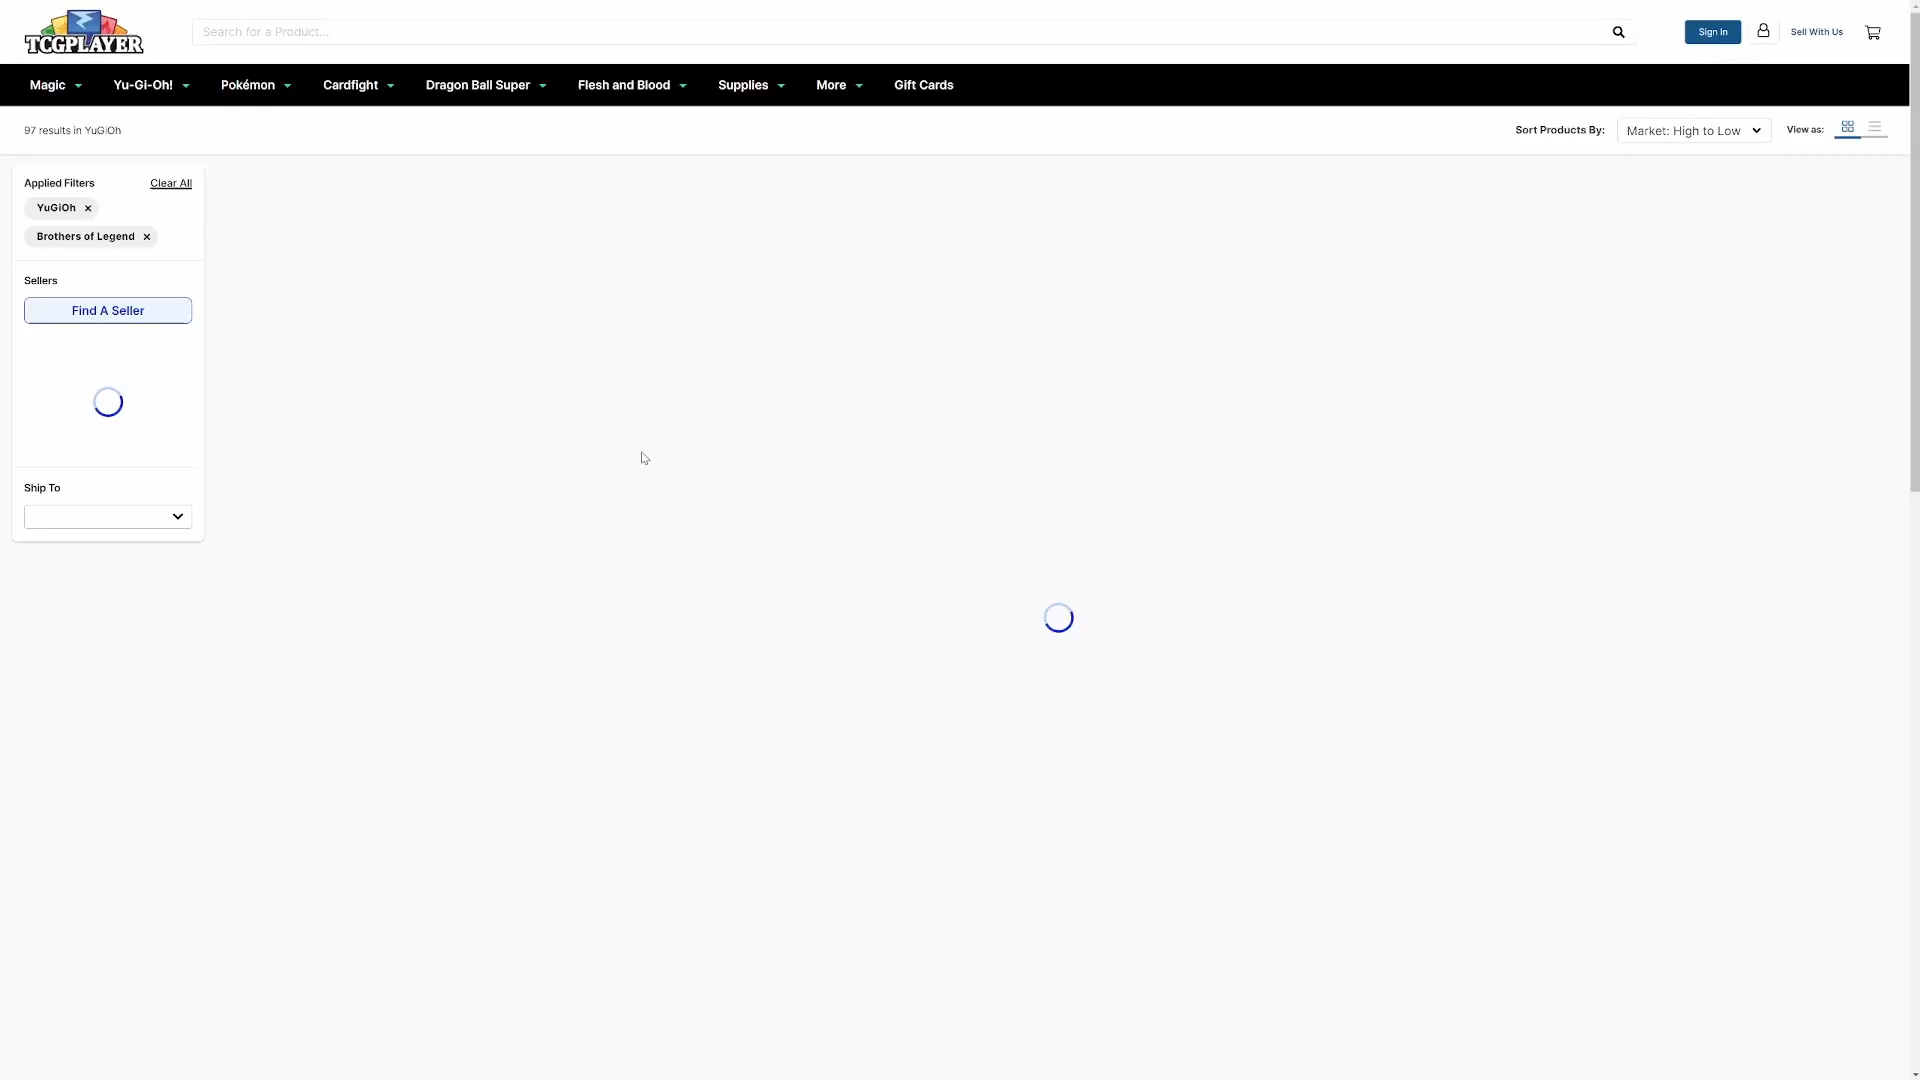 TCGPLAYER
Search for a Product...
Sign In
Sell With Us
Magic
Yu-Gi-Oh!
Pokémon
Cardfight
Dragon Ball Super
Flesh and Blood
Supplies
More
Gift Cards
97 results in YuGiOh
Sort Products By:
Market: High to Low
View as:
Applied Filters
Clear All
YuGiOh ×
Brothers of Legend ×
Sellers
Find A Seller
Ship To